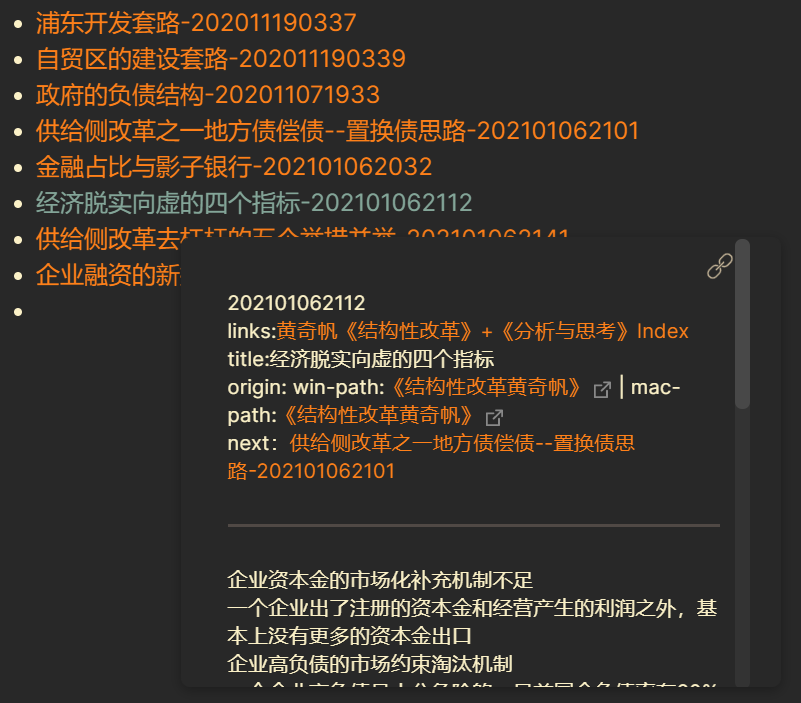 浦东开发套路-202011190337
自贸区的建设套路-202011190339
政府的负债结构-202011071933
供给侧改革之一地方债偿债--置换债思路-202101062101
金融占比与影子银行-202101062032
经济脱实向虚的四个指标-202101062112
供给侧改革去杠杆的五个举措并举-202101062141
企业融资的新
202101062112
links:黄奇帆《结构性改革》+《分析与思考》Index
title:经济脱实向虚的四个指标
origin: win-path:《结构性改革黄奇帆》 | mac-
path:《结构性改革黄奇帆》
next：供给侧改革之一地方债偿债--置换债思
路-202101062101
企业资本金的市场化补充机制不足
一个企业出了注册的资本金和经营产生的利润之外，基
本上没有更多的资本金出口
企业高负债的市场约束淘汰机制